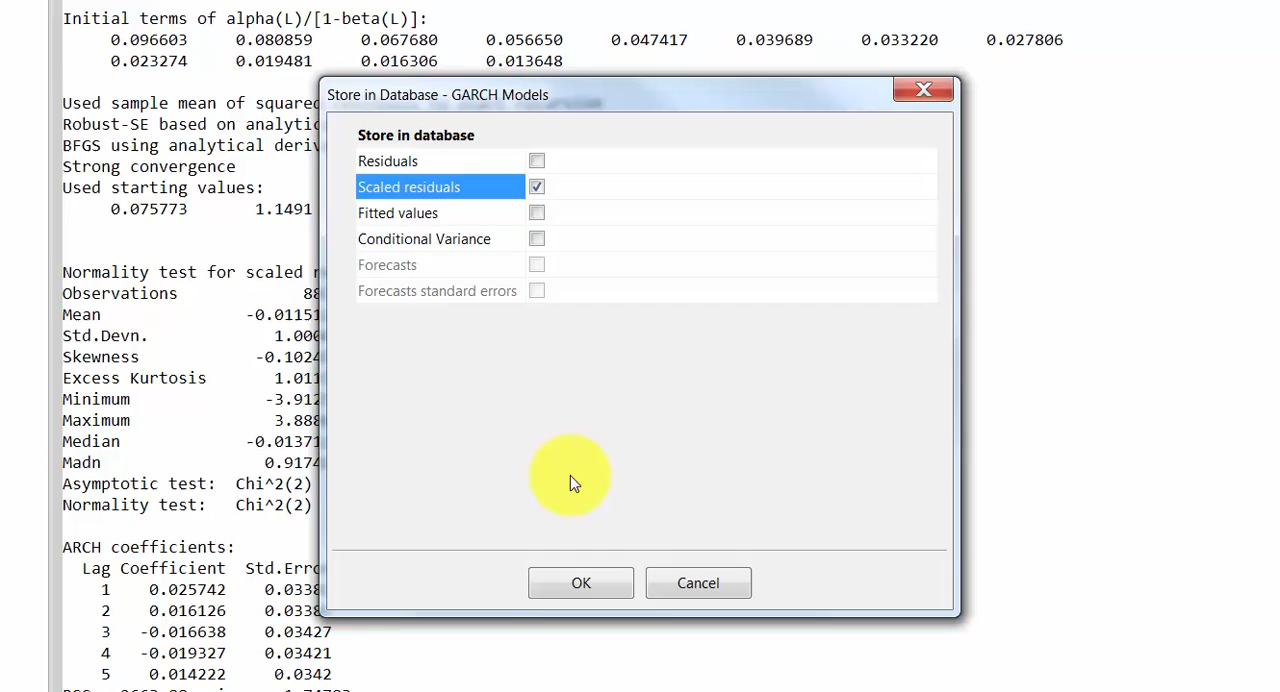 Initial terms of alpha(L)/[1-beta(L)]:
0.096603 0.080859 0.067680 0.056650 0.047417 0.039689 0.033220 0.027806
0.023274 0.019481 0.016306 0.013648
Used sample mean of squared
Robust-SE based on analytic
BFGS using analytical deriv
Strong convergence
Used starting values:
0.075773 1.1491
Normality test for scaled r
Observations 88
Mean -0.01151
Std.Devn. 1.000
Skewness -0.1024
Excess Kurtosis 1.011
Minimum -3.912
Maximum 3.888
Median -0.01371
Madn 0.9174
Asymptotic test: Chi^2(2)
Normality test: Chi^2(2)
ARCH coefficients:
Lag Coefficient Std.Erro
1 0.025742 0.0338
2 0.016126 0.0338
3 -0.016638 0.03427
4 -0.019327 0.03421
5 0.014222 0.0342
Store in Database - GARCH Models
Store in database
Residuals
Scaled residuals
Fitted values
Conditional Variance
Forecasts
Forecasts standard errors
OK Cancel